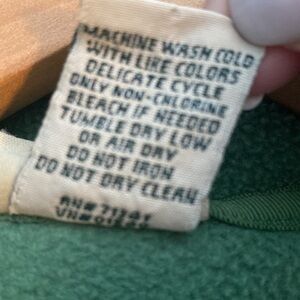 MACHINE WASH COLD
WITH LIKE COLORS
DELICATE CYCLE
ONLY NON-CHLORINE
BLEACH IF NEEDED
TUMBLE DRY LOW
OR AIR DRY
DO NOT IRON
DO NOT DRY CLEAN